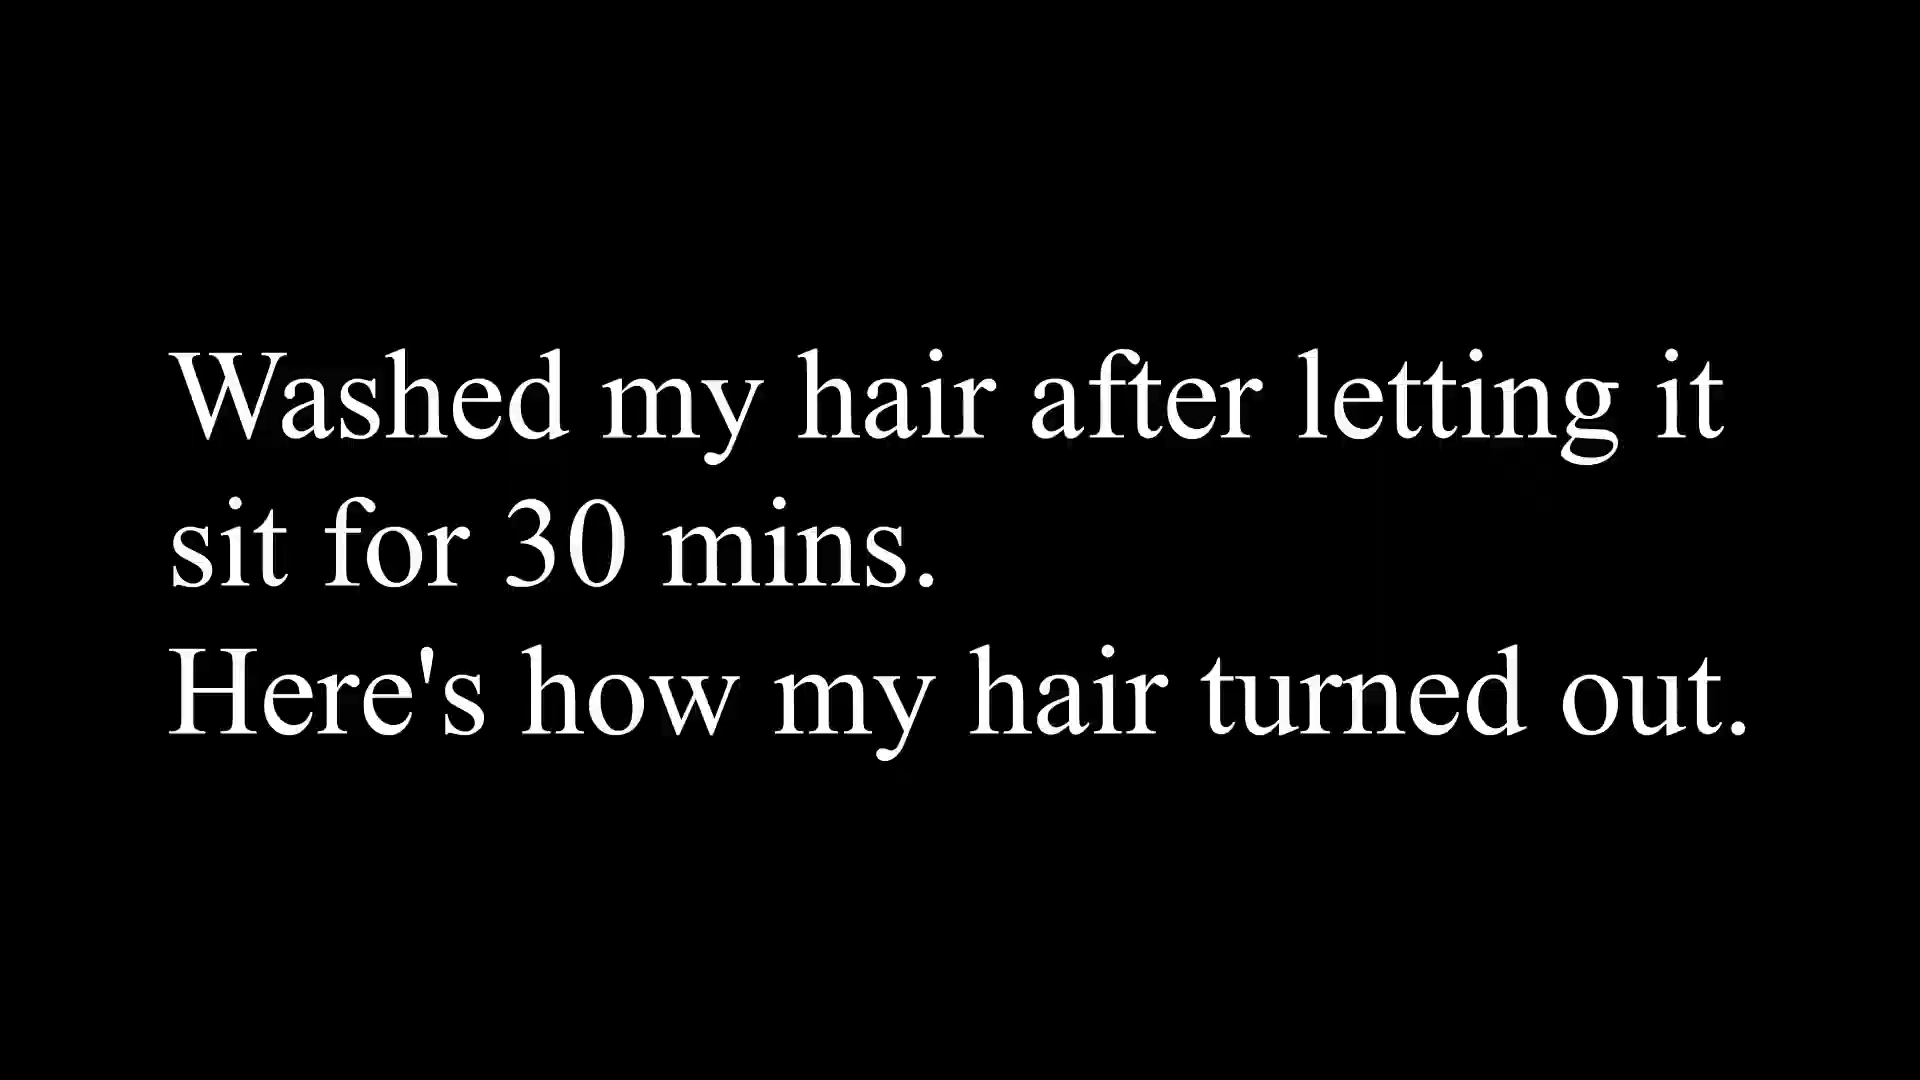 Washed my hair after letting it
sit for 30 mins.
Here's how my hair turned out.